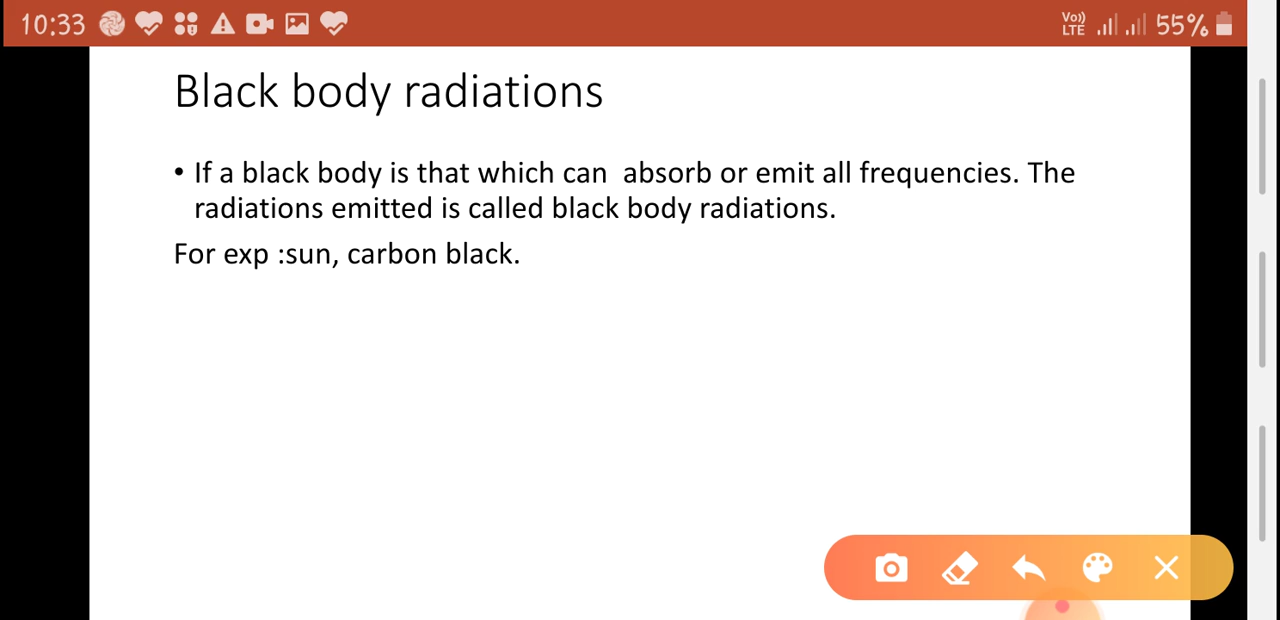 10:33
Vo)) LTE 55%
Black body radiations
• If a black body is that which can  absorb or emit all frequencies. The
radiations emitted is called black body radiations.
For exp :sun, carbon black.